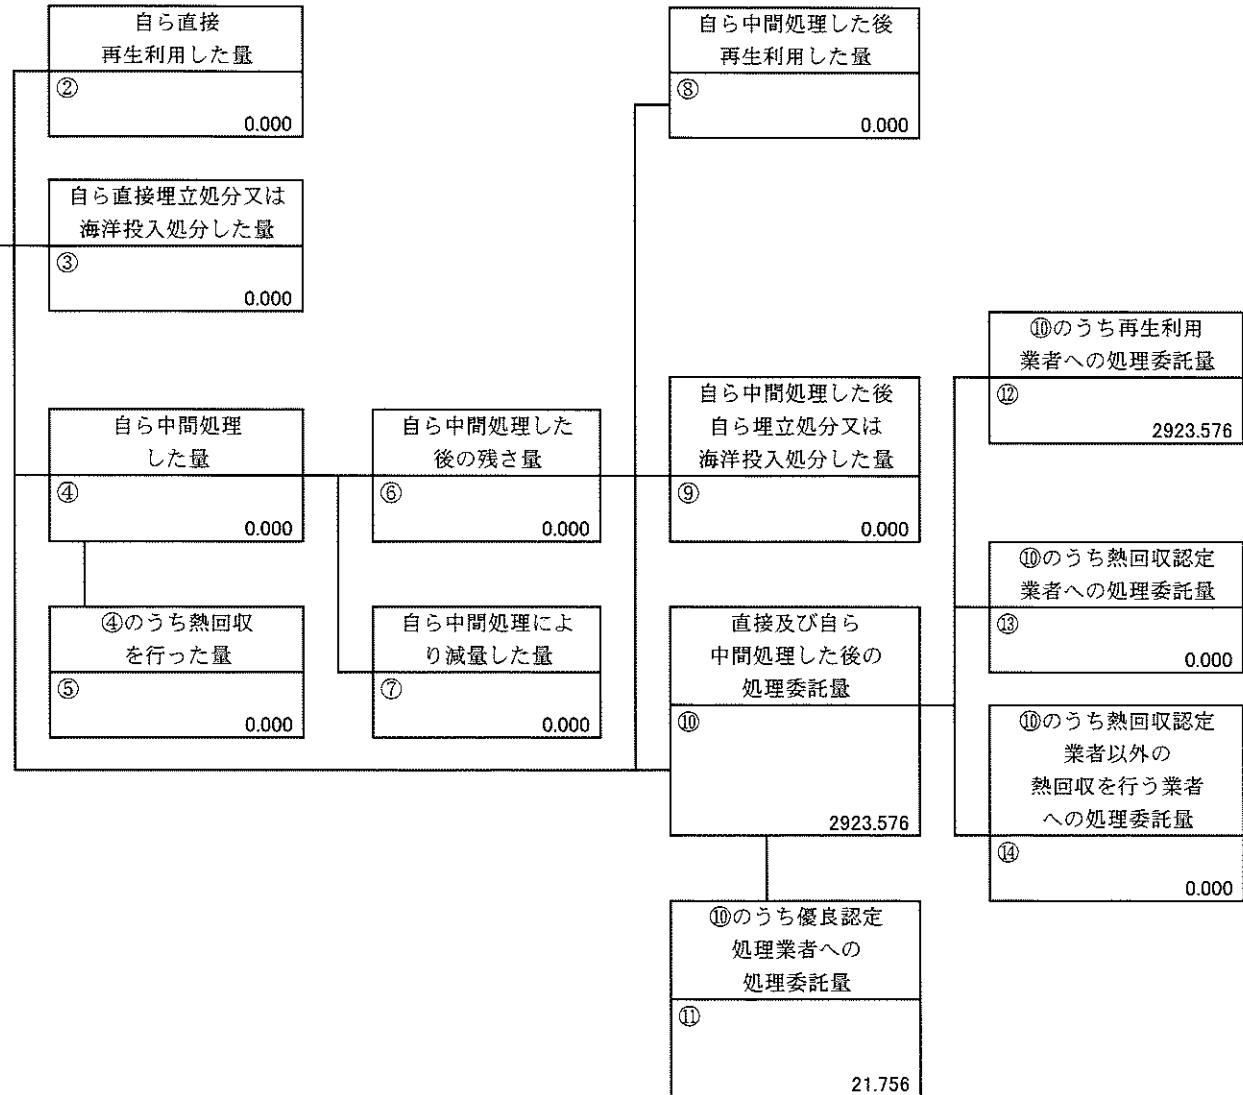 自ら直接
再生利用した量
②
0.000
自ら中間処理した後
再生利用した量
⑧
0.000
自ら直接埋立処分又は
海洋投入処分した量
③
0.000
⑩のうち再生利用
業者への処理委託量
⑫
2923.576
自ら中間処理
した量
④
0.000
自ら中間処理した
後の残さ量
⑥
0.000
自ら中間処理した後
自ら埋立処分又は
海洋投入処分した量
⑨
0.000
⑩のうち熱回収認定
業者への処理委託量
⑬
0.000
④のうち熱回収
を行った量
⑤
0.000
自ら中間処理によ
り減量した量
⑦
0.000
直接及び自ら
中間処理した後の
処理委託量
⑩
2923.576
⑩のうち熱回収認定
業者以外の
熱回収を行う業者
への処理委託量
⑭
0.000
⑩のうち優良認定
処理業者への
処理委託量
⑪
21.756